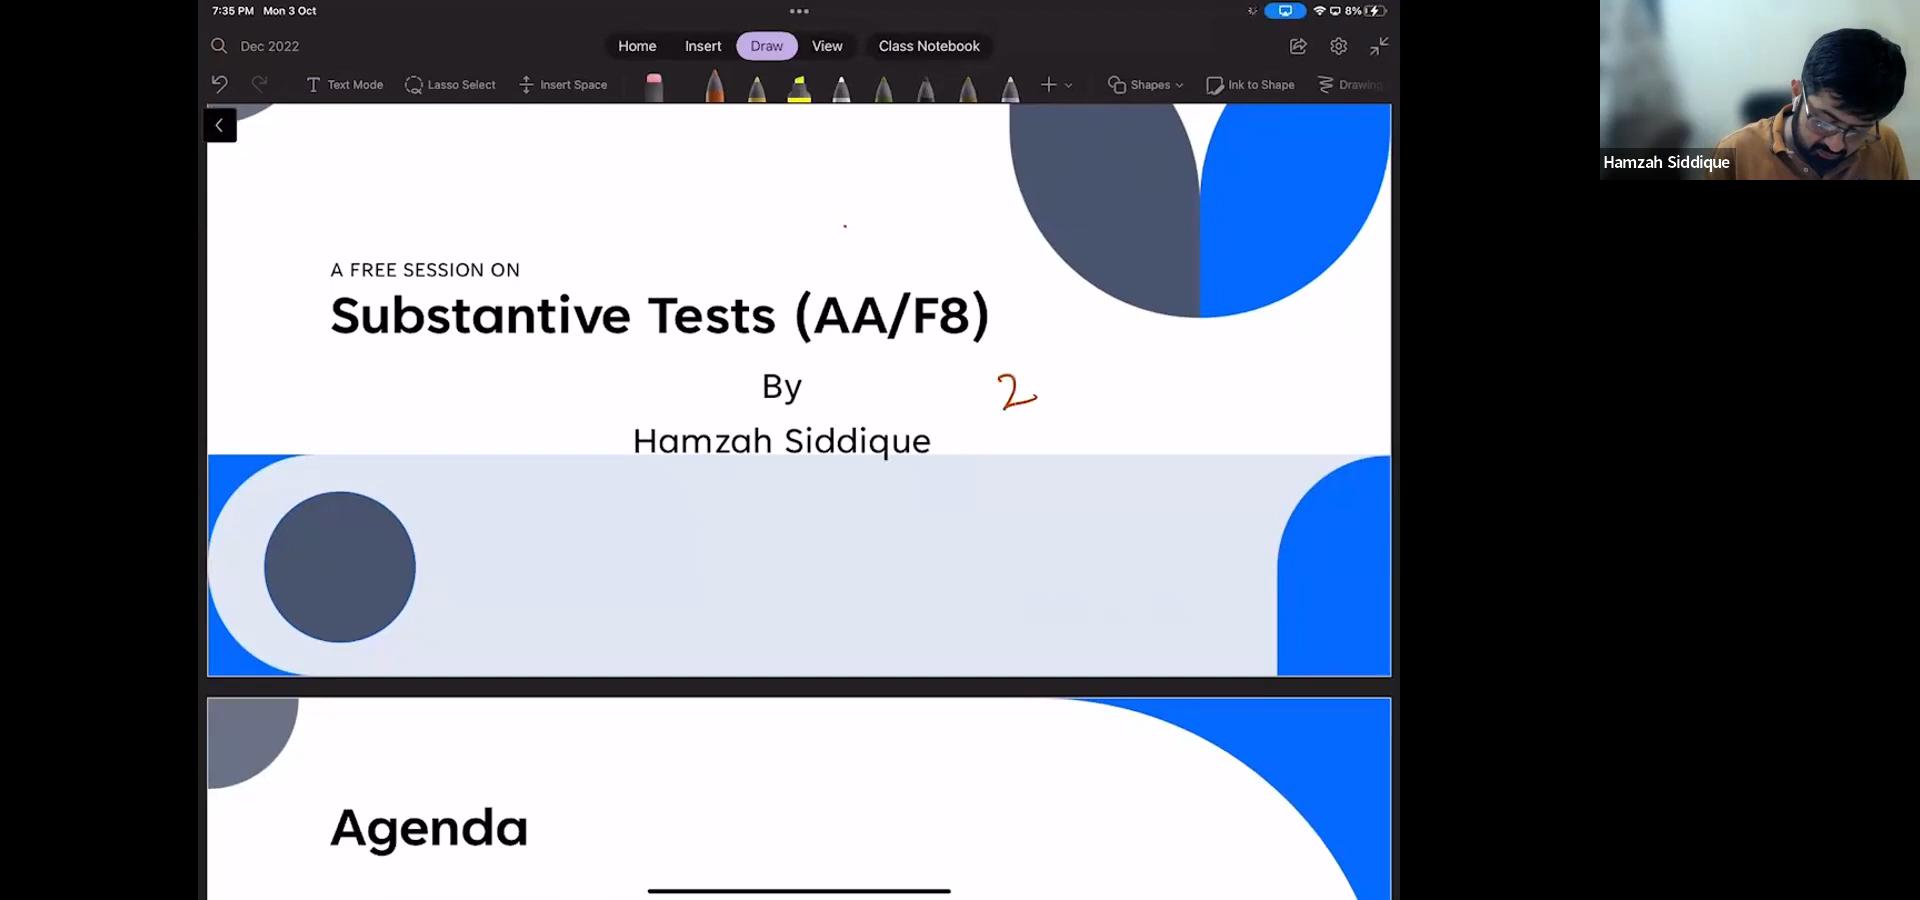 7:35 PM Mon 3 Oct
8%
Dec 2022
Home Insert Draw View Class Notebook
Text Mode Lasso Select Insert Space Shapes Ink to Shape Drawing
Hamzah Siddique
A FREE SESSION ON
Substantive Tests (AA/F8)
By
2
Hamzah Siddique
Agenda